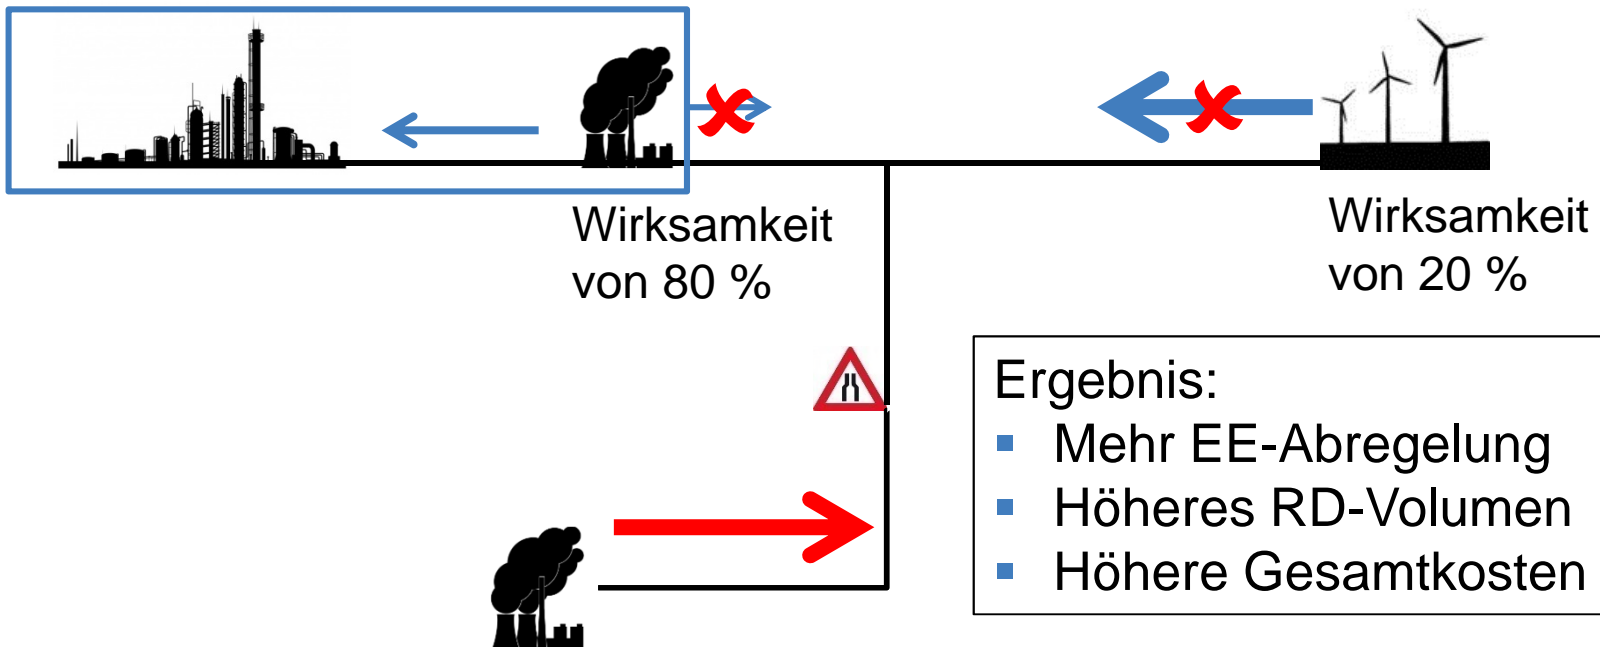 Wirksamkeit
von 80 %
Wirksamkeit
von 20 %
Ergebnis:
▪ Mehr EE-Abregelung
▪ Höheres RD-Volumen
▪ Höhere Gesamtkosten